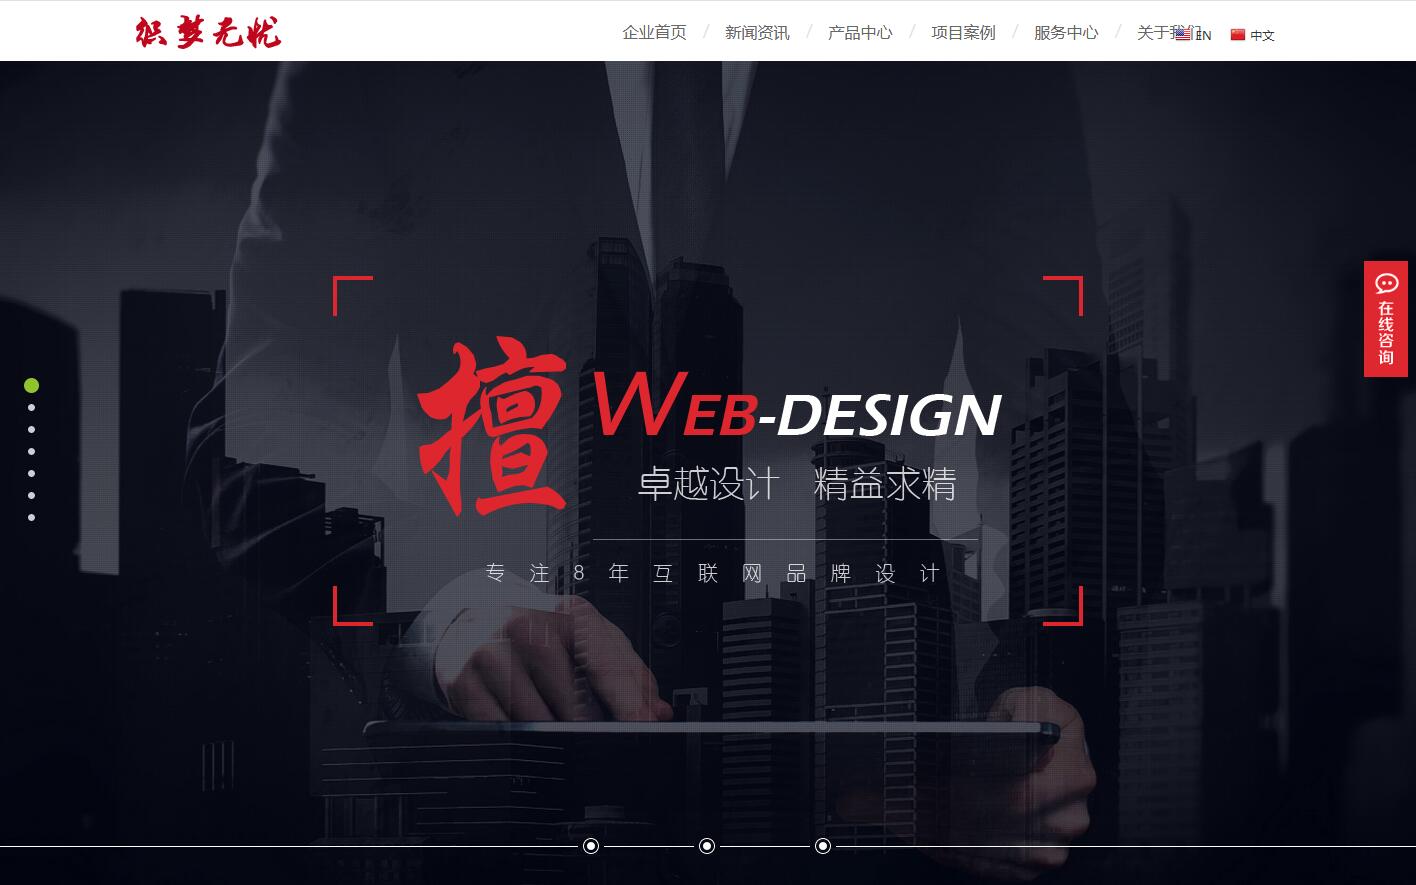 织梦无忧
企业首页 / 新闻资讯 / 产品中心 / 项目案例 / 服务中心 / 关于我们
EN 中文
在线咨询
擅
WEB-DESIGN
卓越设计 精益求精
专注8年互联网品牌设计